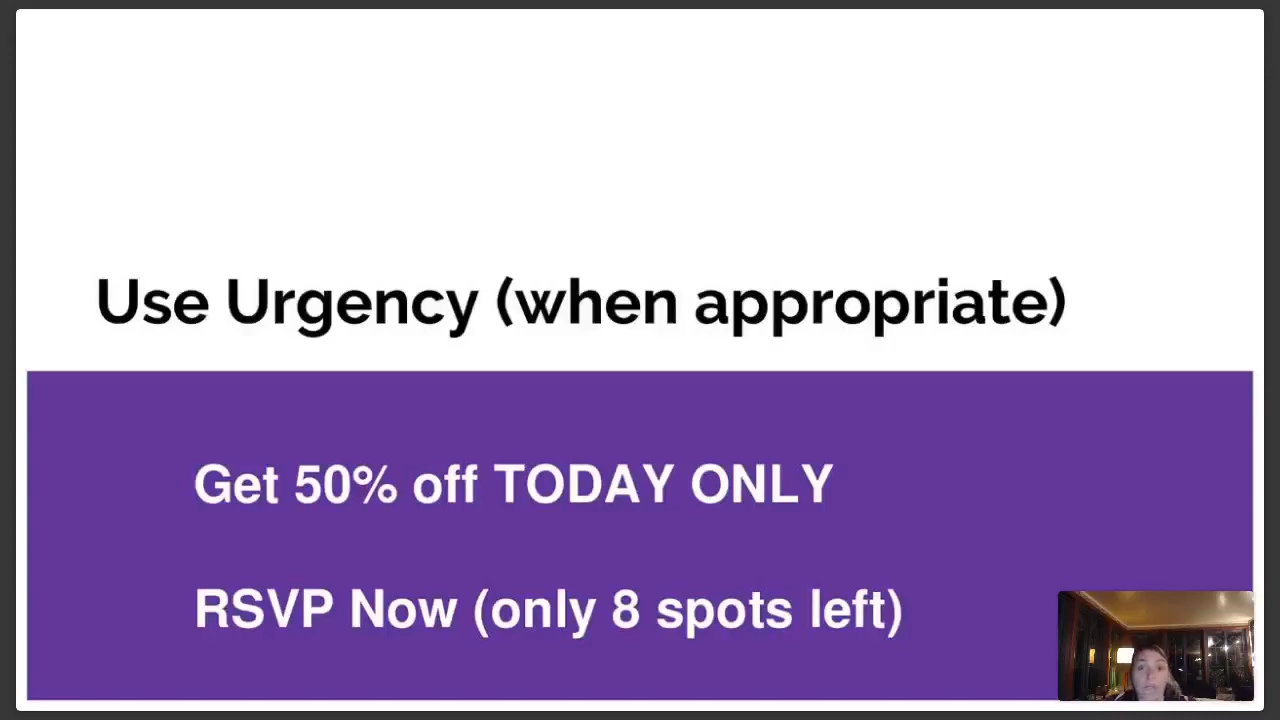 Use Urgency (when appropriate)
Get 50% off TODAY ONLY
RSVP Now (only 8 spots left)